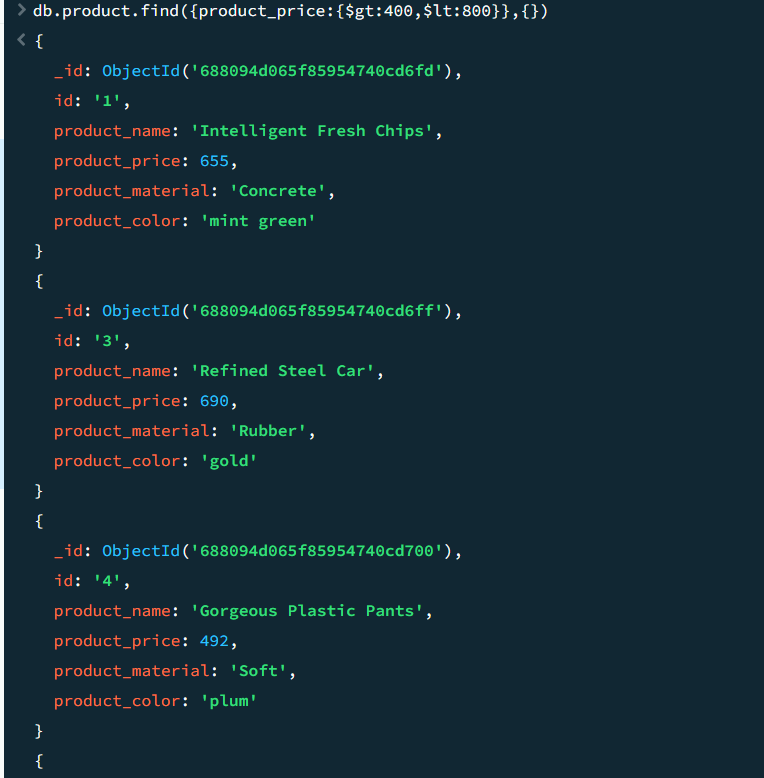 > db.product.find({product_price:{$gt:400,$lt:800}},{})
< {
_id: ObjectId('688094d065f85954740cd6fd'),
id: '1',
product_name: 'Intelligent Fresh Chips',
product_price: 655,
product_material: 'Concrete',
product_color: 'mint green'
}
{
_id: ObjectId('688094d065f85954740cd6ff'),
id: '3',
product_name: 'Refined Steel Car',
product_price: 690,
product_material: 'Rubber',
product_color: 'gold'
}
{
_id: ObjectId('688094d065f85954740cd700'),
id: '4',
product_name: 'Gorgeous Plastic Pants',
product_price: 492,
product_material: 'Soft',
product_color: 'plum'
}
{